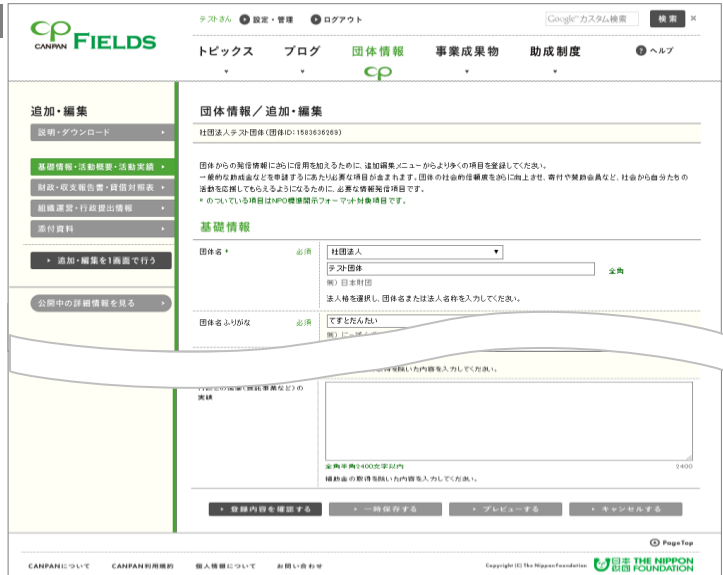 CANPAN FIELDS
テストさん 設定・管理 ログアウト
Google™カスタム検索 検索 ×
トピックス ブログ 団体情報 事業成果物 助成制度 ヘルプ
追加・編集
説明・ダウンロード
基礎情報・活動概要・活動実績
財政・収支報告書・貸借対照表
組織運営・行政提出情報
添付資料
追加・編集を1画面で行う
公開中の詳細情報を見る
団体情報／追加・編集
社団法人テスト団体(団体ID:1583636269)
団体からの発信情報にさらに信用を加えるために、追加編集メニューからより多くの項目を登録してください。
一般的な助成金などを申請するにあたり必要な項目が含まれます。団体の社会的信頼度をさらに向上させ、寄付や賛助会員など、社会から自分たちの
活動を応援してもらえるようになるために、必要な情報発信項目です。
* のついている項目はNPO標準開示フォーマット対象項目です。
基礎情報
団体名 * 必須 社団法人 ▼
テスト団体 全角
例）日本財団
法人格を選択し、団体名または法人名称を入力してください。
団体名ふりがな 必須 てすとだんたい
を除いた内容を入力してください。
実績
全角半角2400文字以内 2400
補助金の取得を除いた内容を入力してください。
登録内容を確認する 一時保存する プレビューする キャンセルする
PageTop
CANPANについて CANPAN利用規約 個人情報について お問い合わせ
Copyright (C) The Nippon Foundation
日本財団 THE NIPPON FOUNDATION